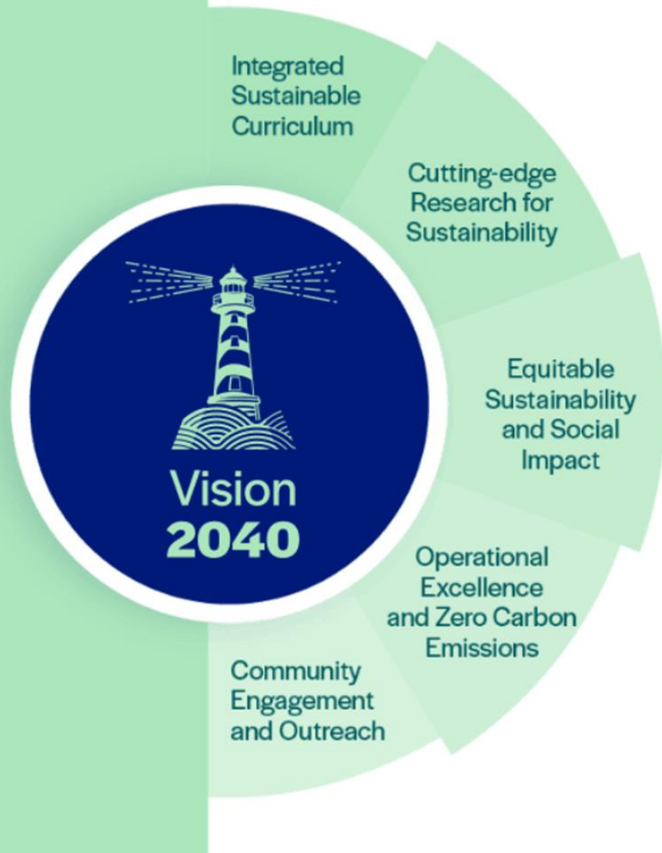 Integrated
Sustainable
Curriculum
Cutting-edge
Research for
Sustainability
Equitable
Sustainability
and Social
Impact
Operational
Excellence
and Zero Carbon
Emissions
Community
Engagement
and Outreach
Vision
2040